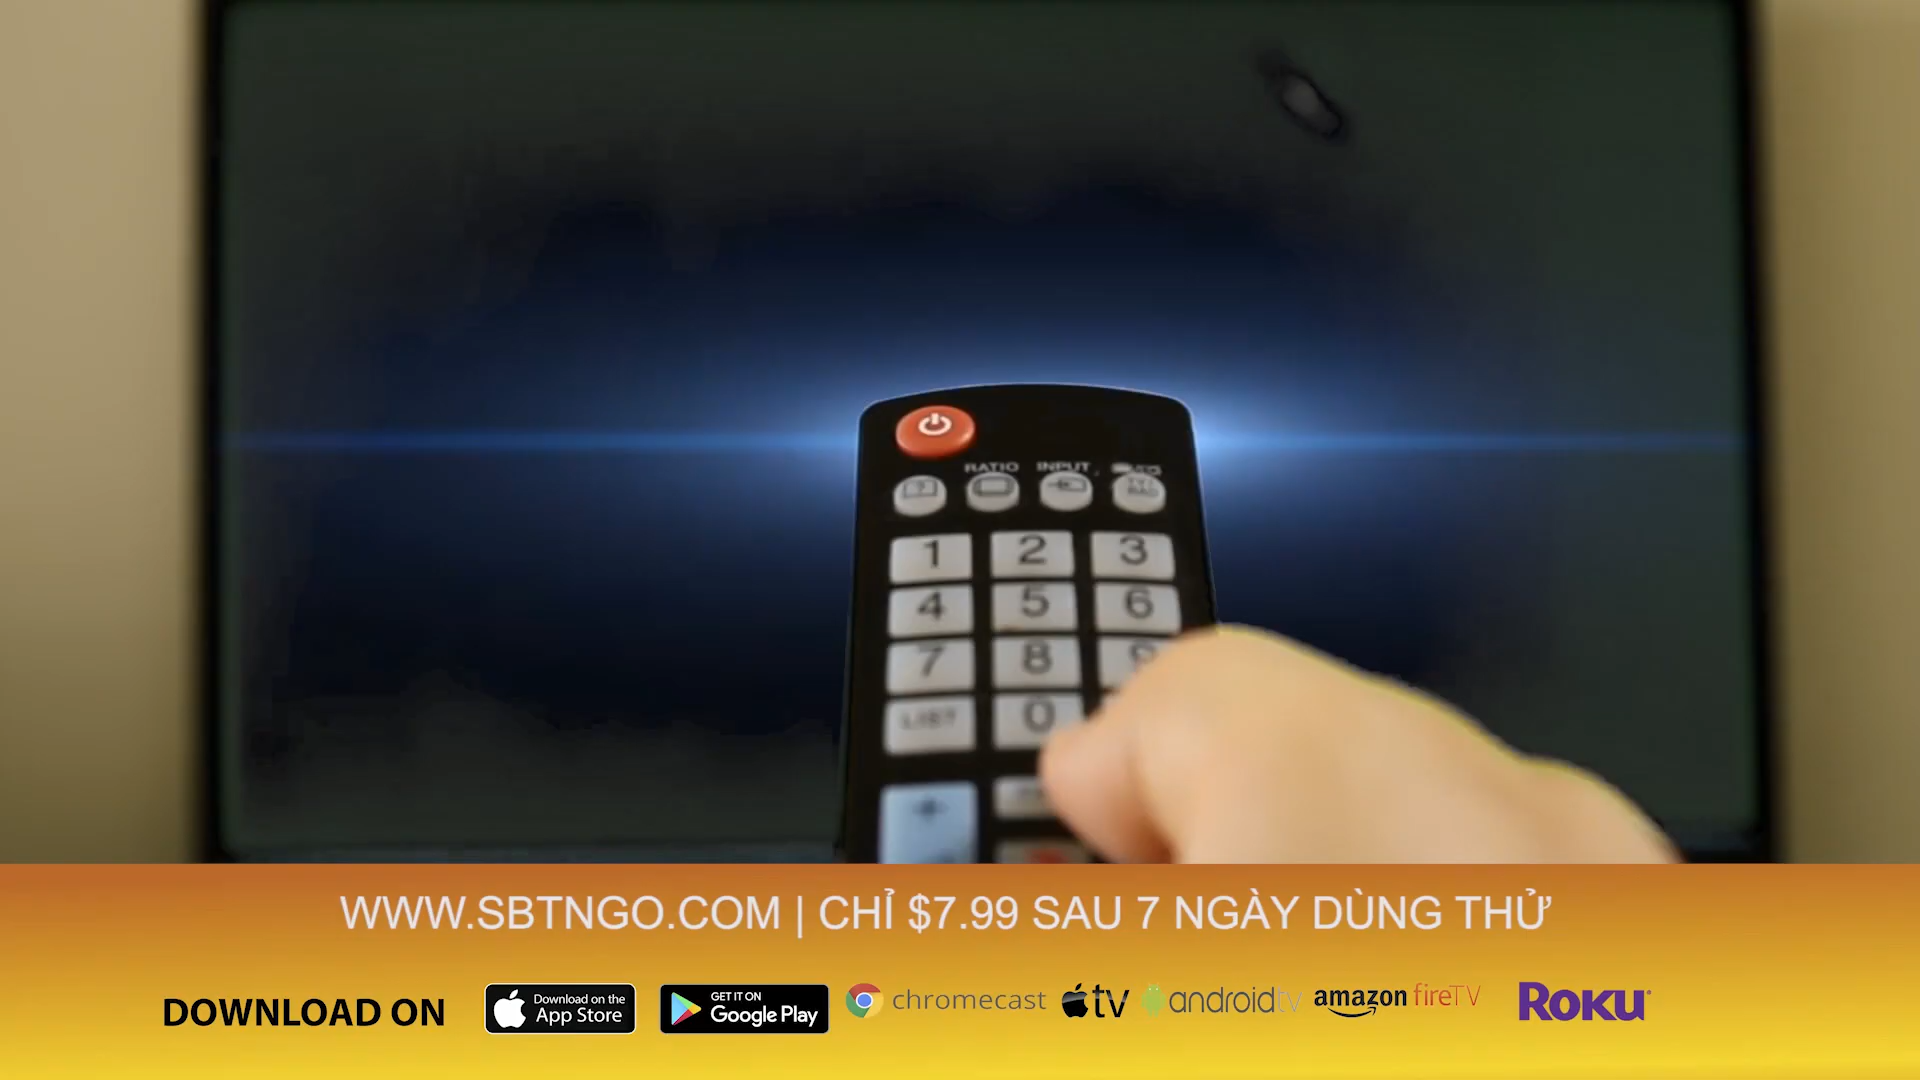 RATIO INPUT
1 2 3
4 5 6
7 8 9
LIST 0
+
WWW.SBTNGO.COM | CHỈ $7.99 SAU 7 NGÀY DÙNG THỬ
DOWNLOAD ON
Download on the
App Store
GET IT ON
Google Play
chromecast
tv
androidtv
amazon fireTV
ROKU